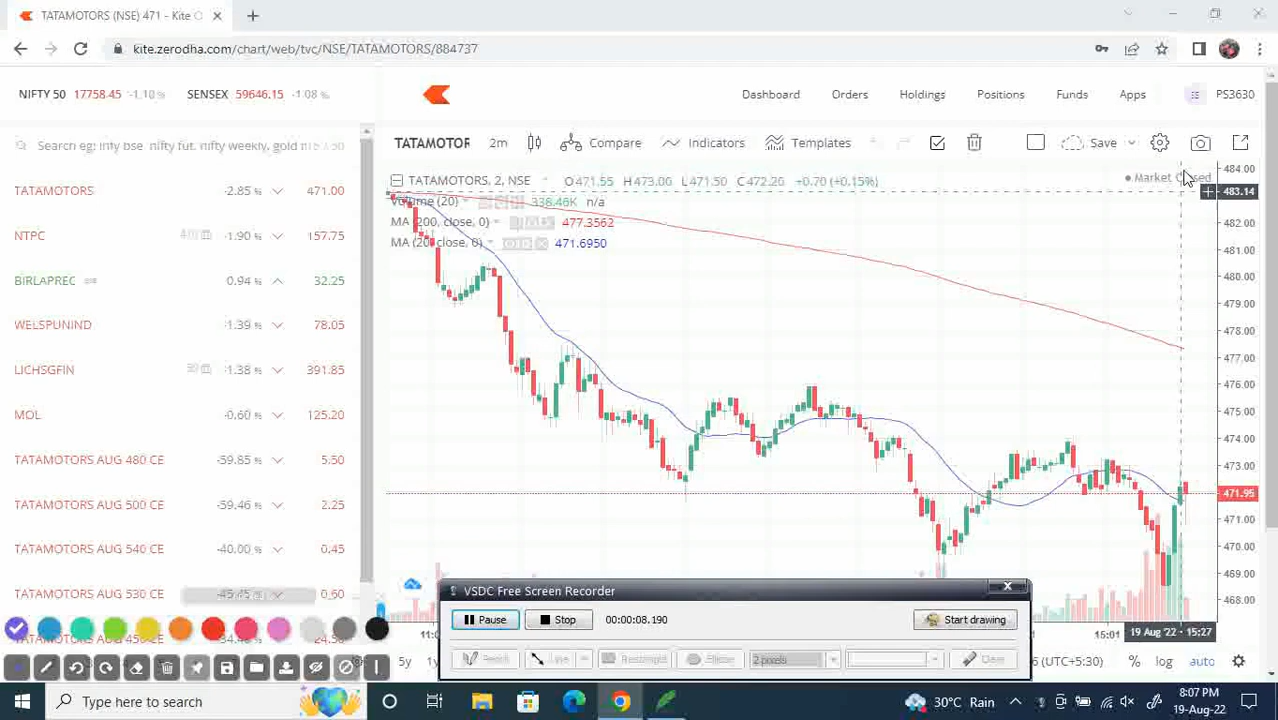 TATAMOTORS (NSE) 471 - Kite C
kite.zerodha.com/chart/web/tvc/NSE/TATAMOTORS/884737
NIFTY 50 17758.45 -1.10 % SENSEX 59646.15 -1.08 %
Dashboard Orders Holdings Positions Funds Apps PS3630
Search eg: infy bse, nifty fut, nifty weekly, gold
TATAMOTOR 2m Compare Indicators Templates Save
TATAMOTORS, 2, NSE O471.55 H473.00 L471.50 C472.20 +0.70 (+0.15%)
Market Closed
Volume (20) 338.46K n/a
MA (200, close, 0) 477.3562
MA (20, close, 0) 471.6950
TATAMOTORS -2.85 % 471.00
NTPC -1.90 % 157.75
BIRLAPREC 0.94 % 32.25
WELSPUNIND -1.39 % 78.05
LICHSGFIN -1.38 % 391.85
MOL -0.60 % 125.20
TATAMOTORS AUG 480 CE -59.85 % 5.50
TATAMOTORS AUG 500 CE -59.46 % 2.25
TATAMOTORS AUG 540 CE -40.00 % 0.45
TATAMOTORS AUG 530 CE -45.45 % 0.60
484.00
483.14
482.00
481.00
480.00
479.00
478.00
477.00
476.00
475.00
474.00
473.00
471.95
471.00
470.00
469.00
468.00
15:01 19 Aug '22 - 15:27
5y
(UTC+5:30) % log auto
VSDC Free Screen Recorder
Pause Stop 00:00:08.190 Start drawing
Pencil Line Rectangle Ellipse 2 pixels Clear
Type here to search
30°C Rain
8:07 PM
19-Aug-22